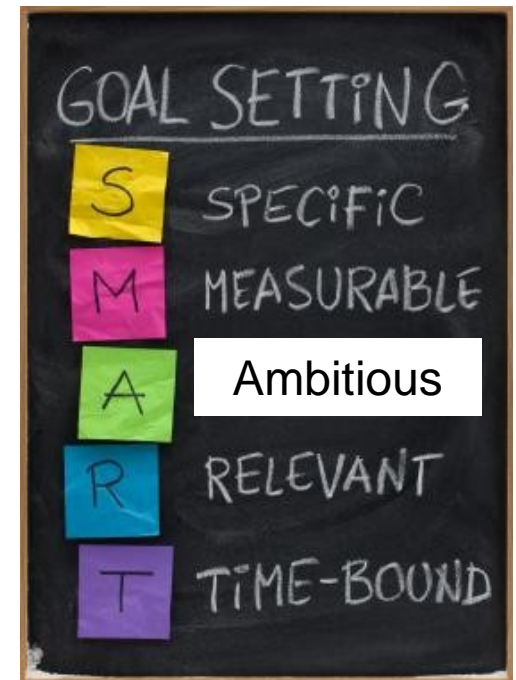 GOAL SETTING
S SPECIFIC
M MEASURABLE
A Ambitious
R RELEVANT
T TIME-BOUND